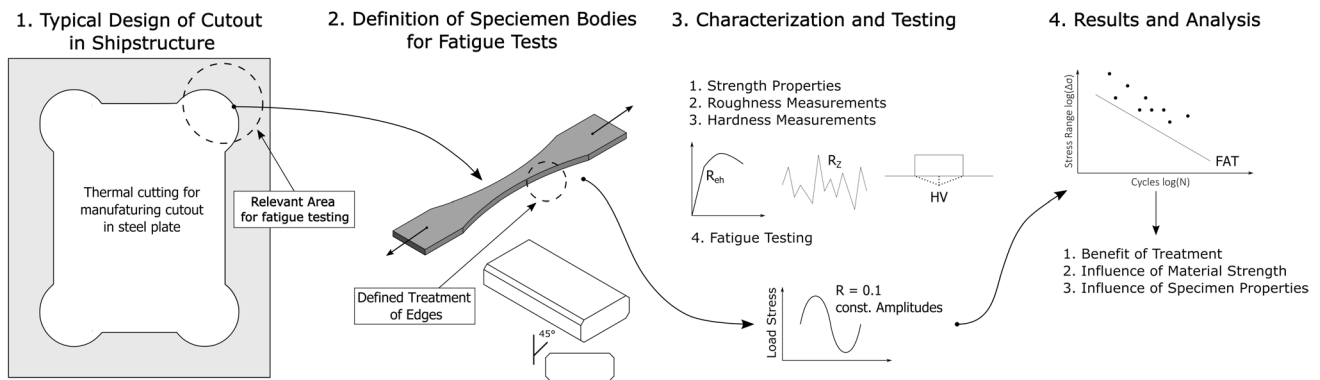 1. Typical Design of Cutout
in Shipstructure
Thermal cutting for
manufaturing cutout
in steel plate
Relevant Area
for fatigue testing
2. Definition of Speciemen Bodies
for Fatigue Tests
Defined Treatment
of Edges
45°
3. Characterization and Testing
1. Strength Properties
2. Roughness Measurements
3. Hardness Measurements
Reh
RZ
HV
4. Fatigue Testing
Load Stress
R = 0.1
const. Amplitudes
4. Results and Analysis
Stress Range log(Δσ)
FAT
Cycles log(N)
1. Benefit of Treatment
2. Influence of Material Strength
3. Influence of Specimen Properties